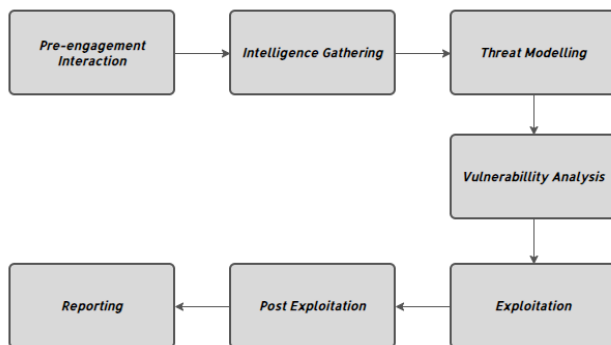 Pre-engagement
Interaction
Intelligence Gathering
Threat Modelling
Vulnerabillity Analysis
Exploitation
Post Exploitation
Reporting